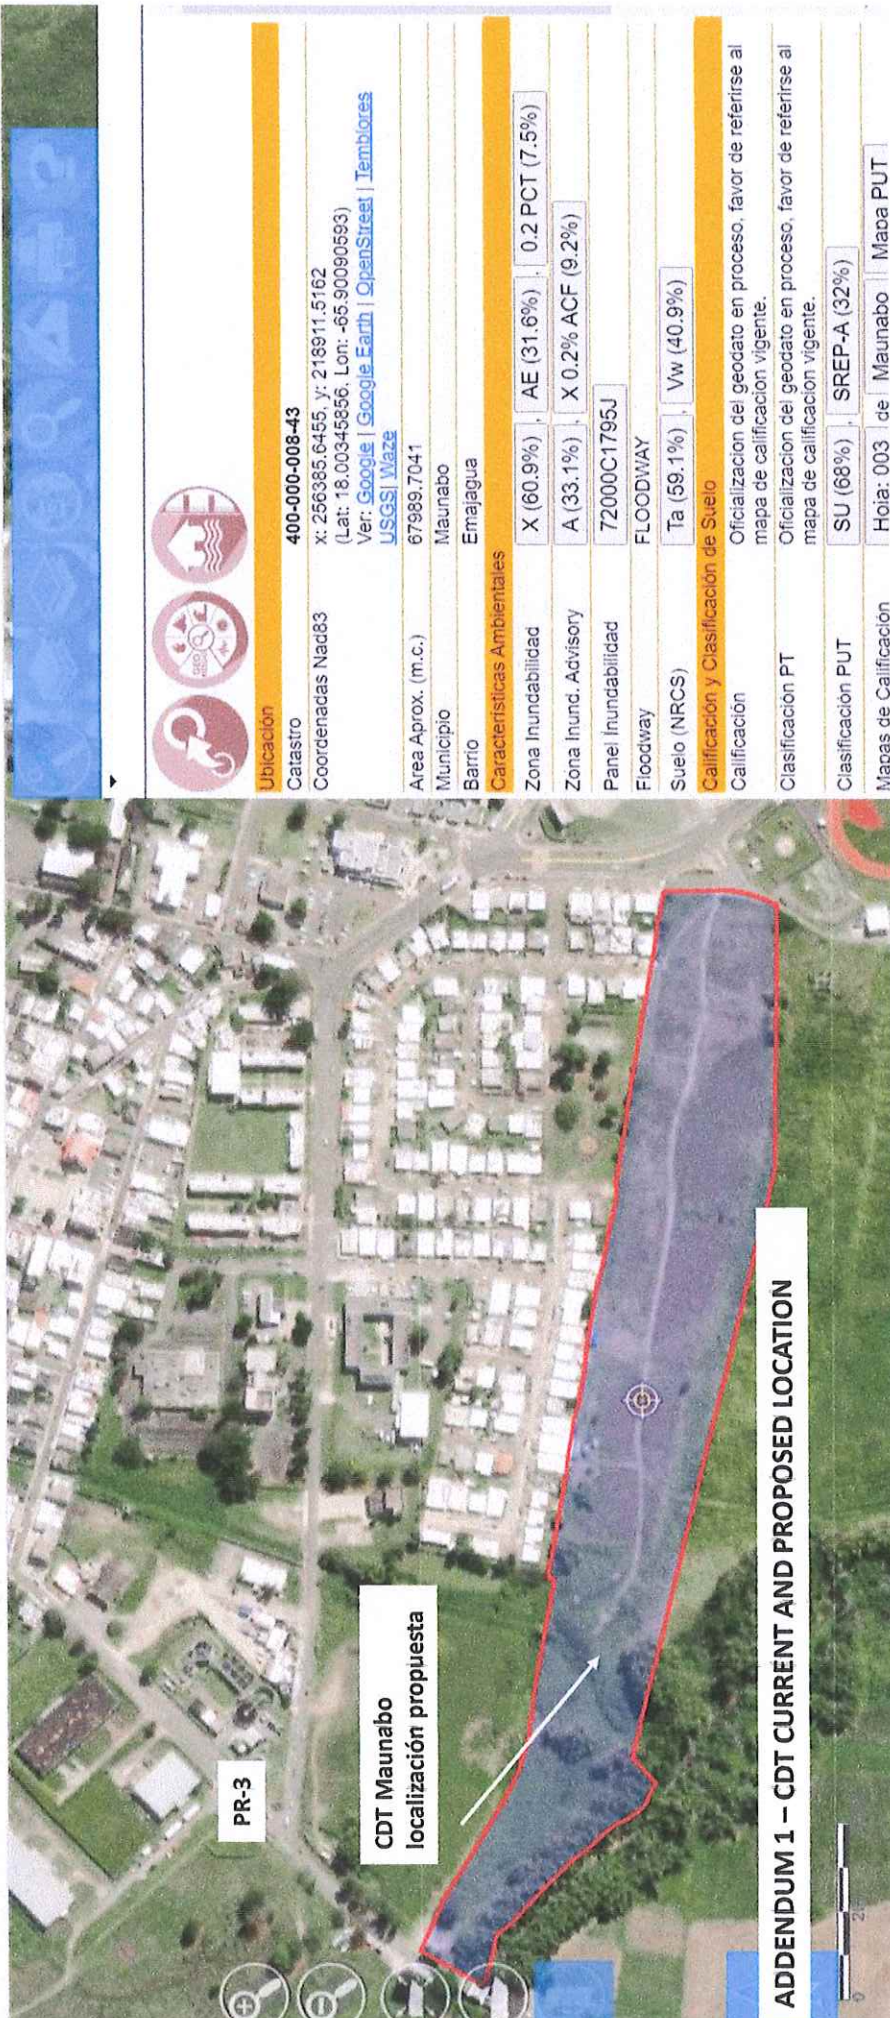 PR-3
CDT Maunabo
localización propuesta
ADDENDUM 1 – CDT CURRENT AND PROPOSED LOCATION
0
Ubicación
Catastro 400-000-008-43
Coordenadas Nad83 x: 256385.6455, y: 218911.5162
(Lat: 18.00345856, Lon: -65.90090593)
Ver: Google | Google Earth | OpenStreet | Temblores
USGS| Waze
Area Aprox. (m.c.) 67989.7041
Municipio Maunabo
Barrio Emajagua
Características Ambientales
Zona Inundabilidad X (60.9%) , AE (31.6%) , 0.2 PCT (7.5%)
Zona Inund. Advisory A (33.1%) , X 0.2% ACF (9.2%)
Panel Inundabilidad 72000C1795J
Floodway FLOODWAY
Suelo (NRCS) Ta (59.1%) , Vw (40.9%)
Calificación y Clasificación de Suelo
Calificación Oficializacion del geodato en proceso, favor de referirse al
mapa de calificacion vigente.
Clasificación PT Oficializacion del geodato en proceso, favor de referirse al
mapa de calificacion vigente.
Clasificación PUT SU (68%) , SREP-A (32%)
Mapas de Calificación Hoja: 003 de Maunabo Mapa PUT